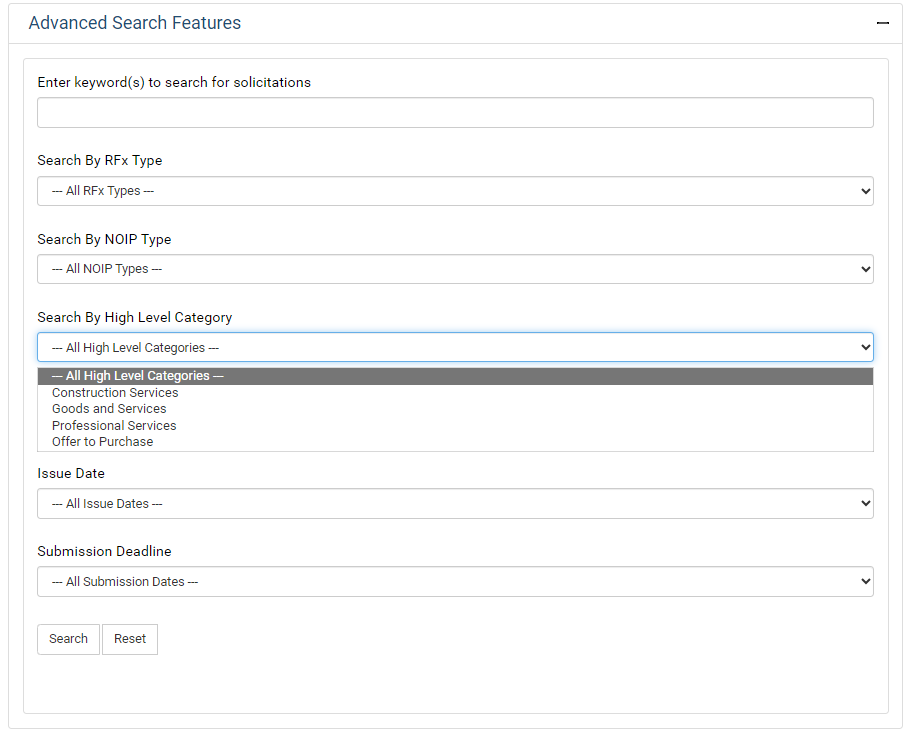 Advanced Search Features
Enter keyword(s) to search for solicitations
Search By RFx Type
--- All RFx Types ---
Search By NOIP Type
--- All NOIP Types ---
Search By High Level Category
--- All High Level Categories ---
--- All High Level Categories ---
Construction Services
Goods and Services
Professional Services
Offer to Purchase
Issue Date
--- All Issue Dates ---
Submission Deadline
--- All Submission Dates ---
Search Reset